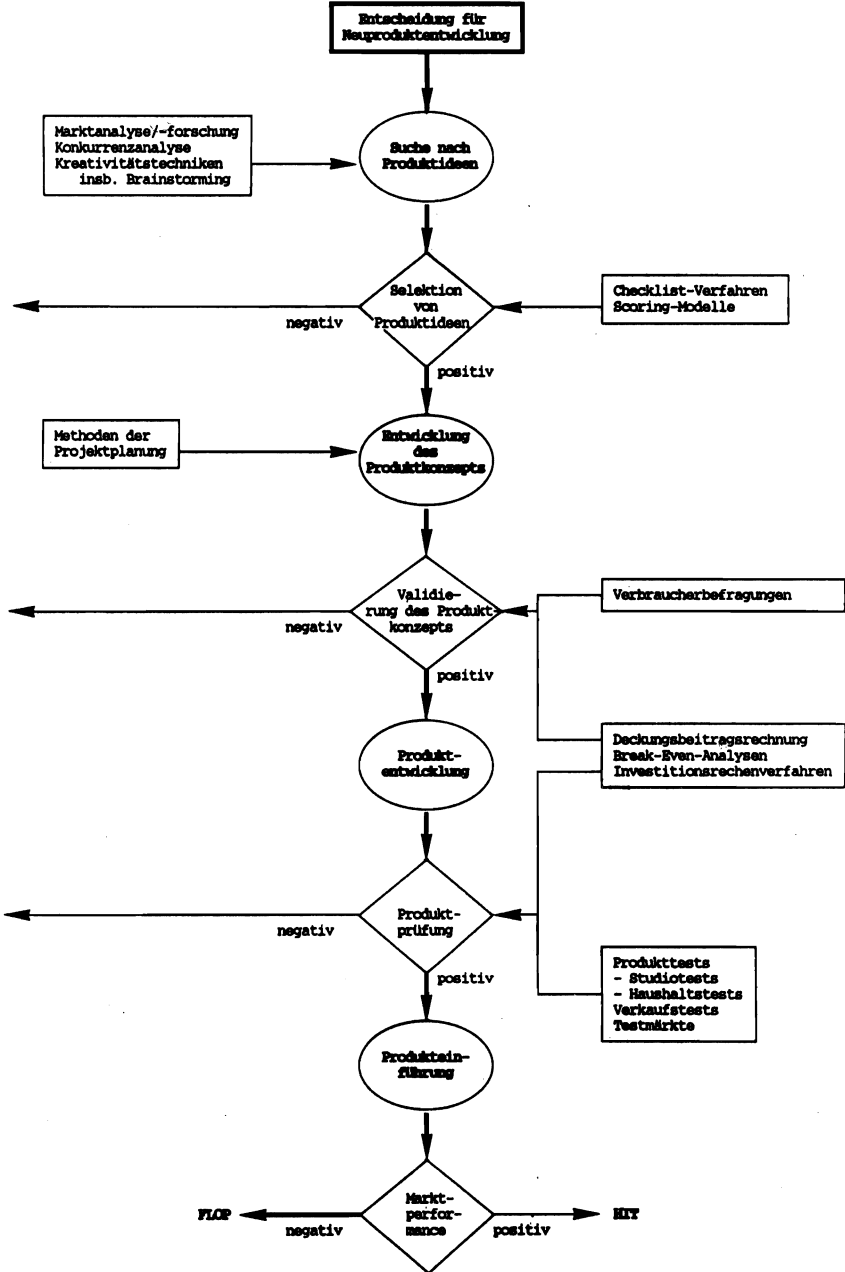 Entscheidung für
Neuproduktentwicklung
Marktanalyse/-forschung
Konkurrenzanalyse
Kreativitätstechniken
insb. Brainstorming
Suche nach
Produktideen
Selektion
von
Produktideen
negativ
Checklist-Verfahren
Scoring-Modelle
positiv
Methoden der
Projektplanung
Entwicklung
des
Produktkonzepts
Validie-
rung des Produkt-
konzepts
negativ
Verbraucherbefragungen
positiv
Produkt-
entwicklung
Deckungsbeitragsrechnung
Break-Even-Analysen
Investitionsrechenverfahren
Produkt-
prüfung
negativ
positiv
Produkttests
- Studiotests
- Haushaltstests
Verkaufstests
Testmärkte
Produktein-
führung
Markt-
perfor-
mance
FLOP
negativ
positiv
HIT